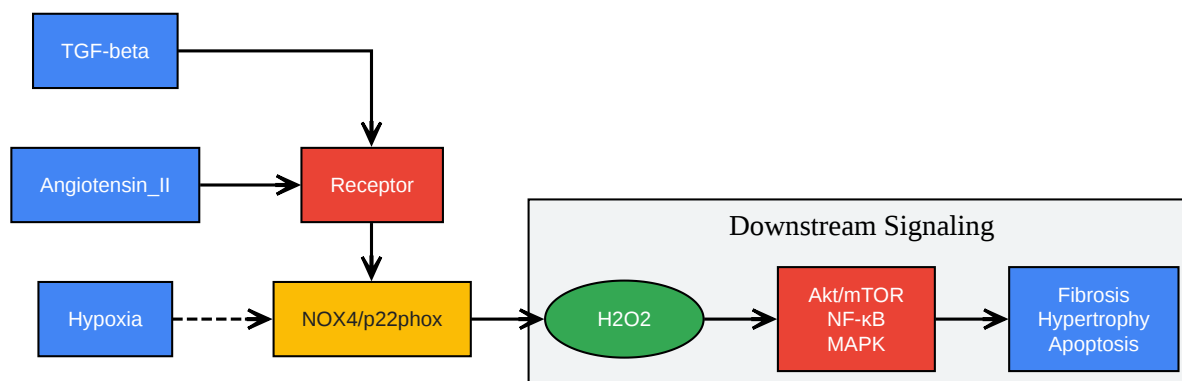 TGF-beta
Angiotensin_II
Receptor
Downstream Signaling
Hypoxia
NOX4/p22phox
H2O2
Akt/mTOR
NF-κB
MAPK
Fibrosis
Hypertrophy
Apoptosis